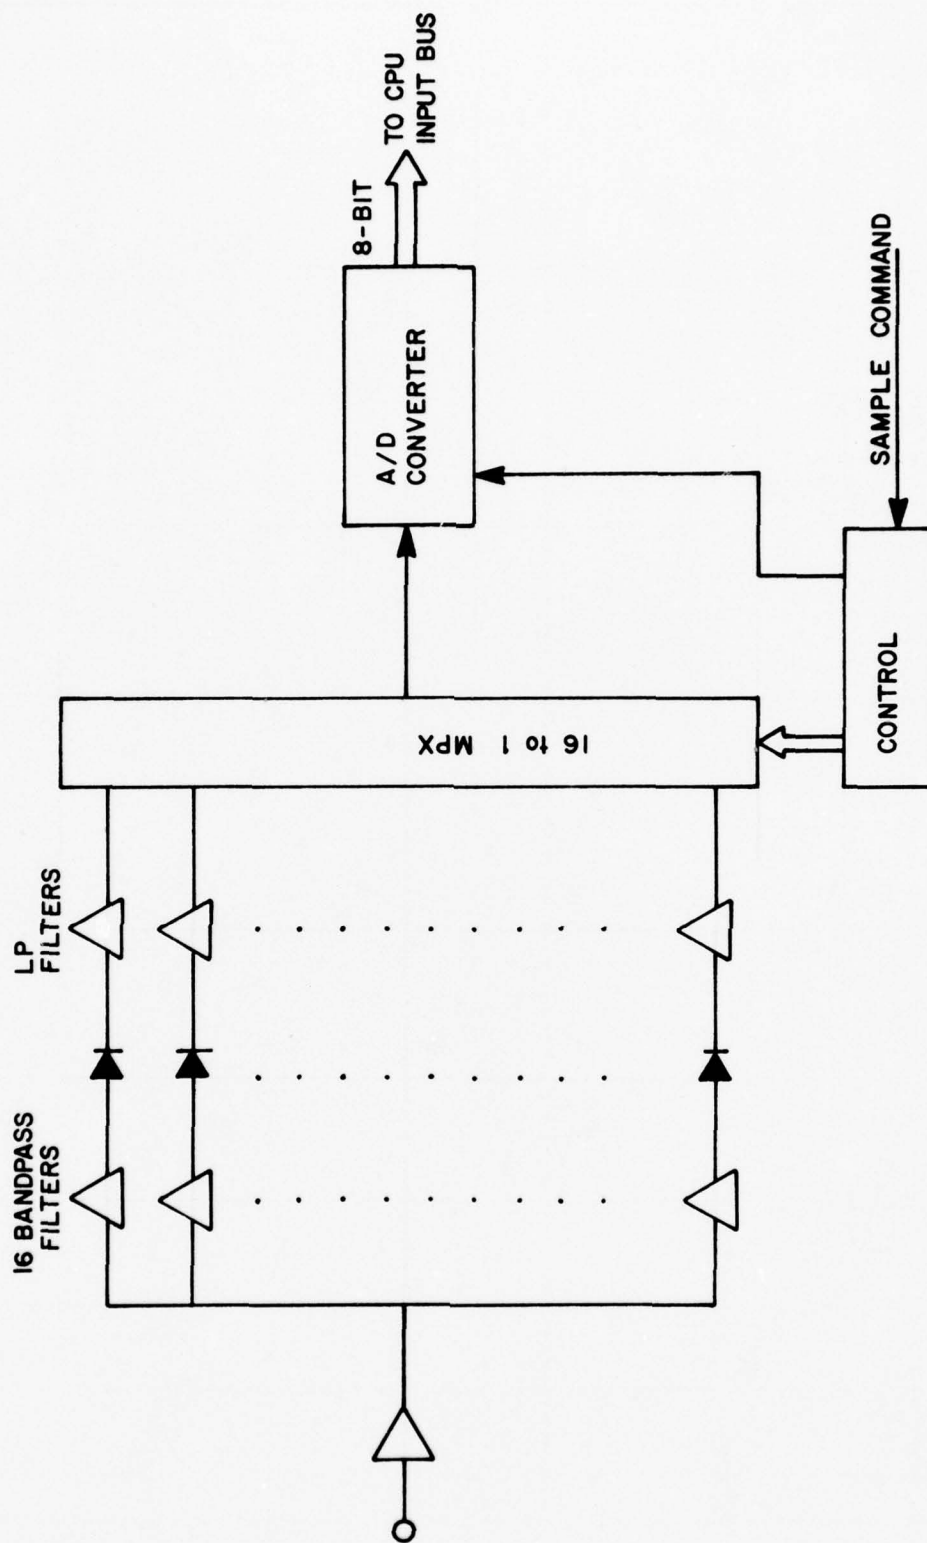 16 BANDPASS
FILTERS
LP
FILTERS
16 to 1 MPX
A/D
CONVERTER
8-BIT
TO CPU
INPUT BUS
CONTROL
SAMPLE COMMAND